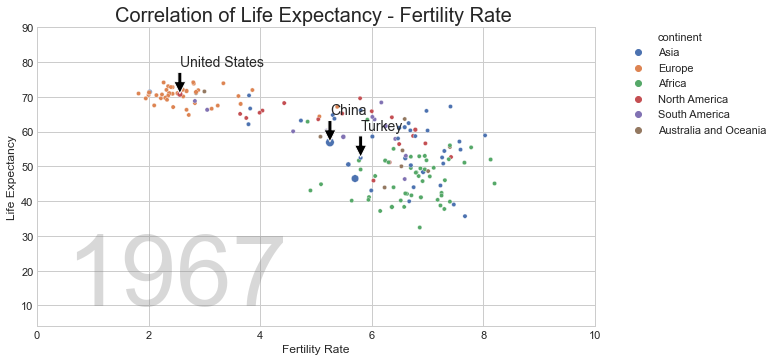 Correlation of Life Expectancy - Fertility Rate
90
80
70
60
50
40
30
20
10
Life Expectancy
United States
China
Turkey
1967
0
2
4
6
8
10
Fertility Rate
continent
Asia
Europe
Africa
North America
South America
Australia and Oceania